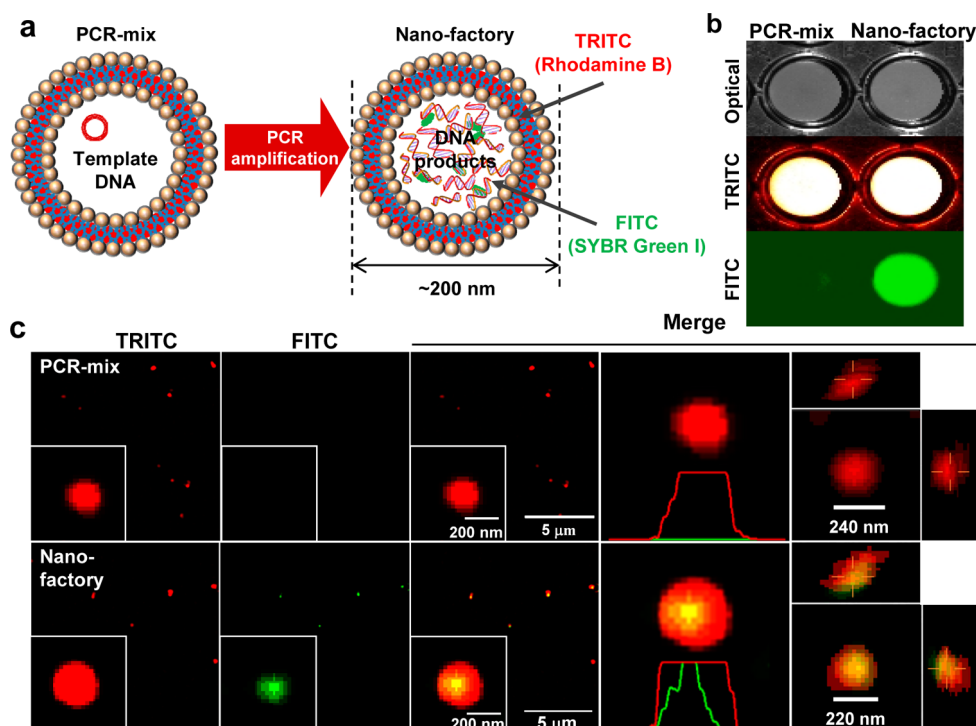 a
PCR-mix
Nano-factory
TRITC
(Rhodamine B)
PCR
amplification
Template
DNA
DNA
products
FITC
(SYBR Green I)
~200 nm
b
PCR-mix Nano-factory
Optical
TRITC
FITC
c
TRITC
FITC
Merge
PCR-mix
200 nm
5 μm
240 nm
Nano-
factory
200 nm
5 μm
220 nm